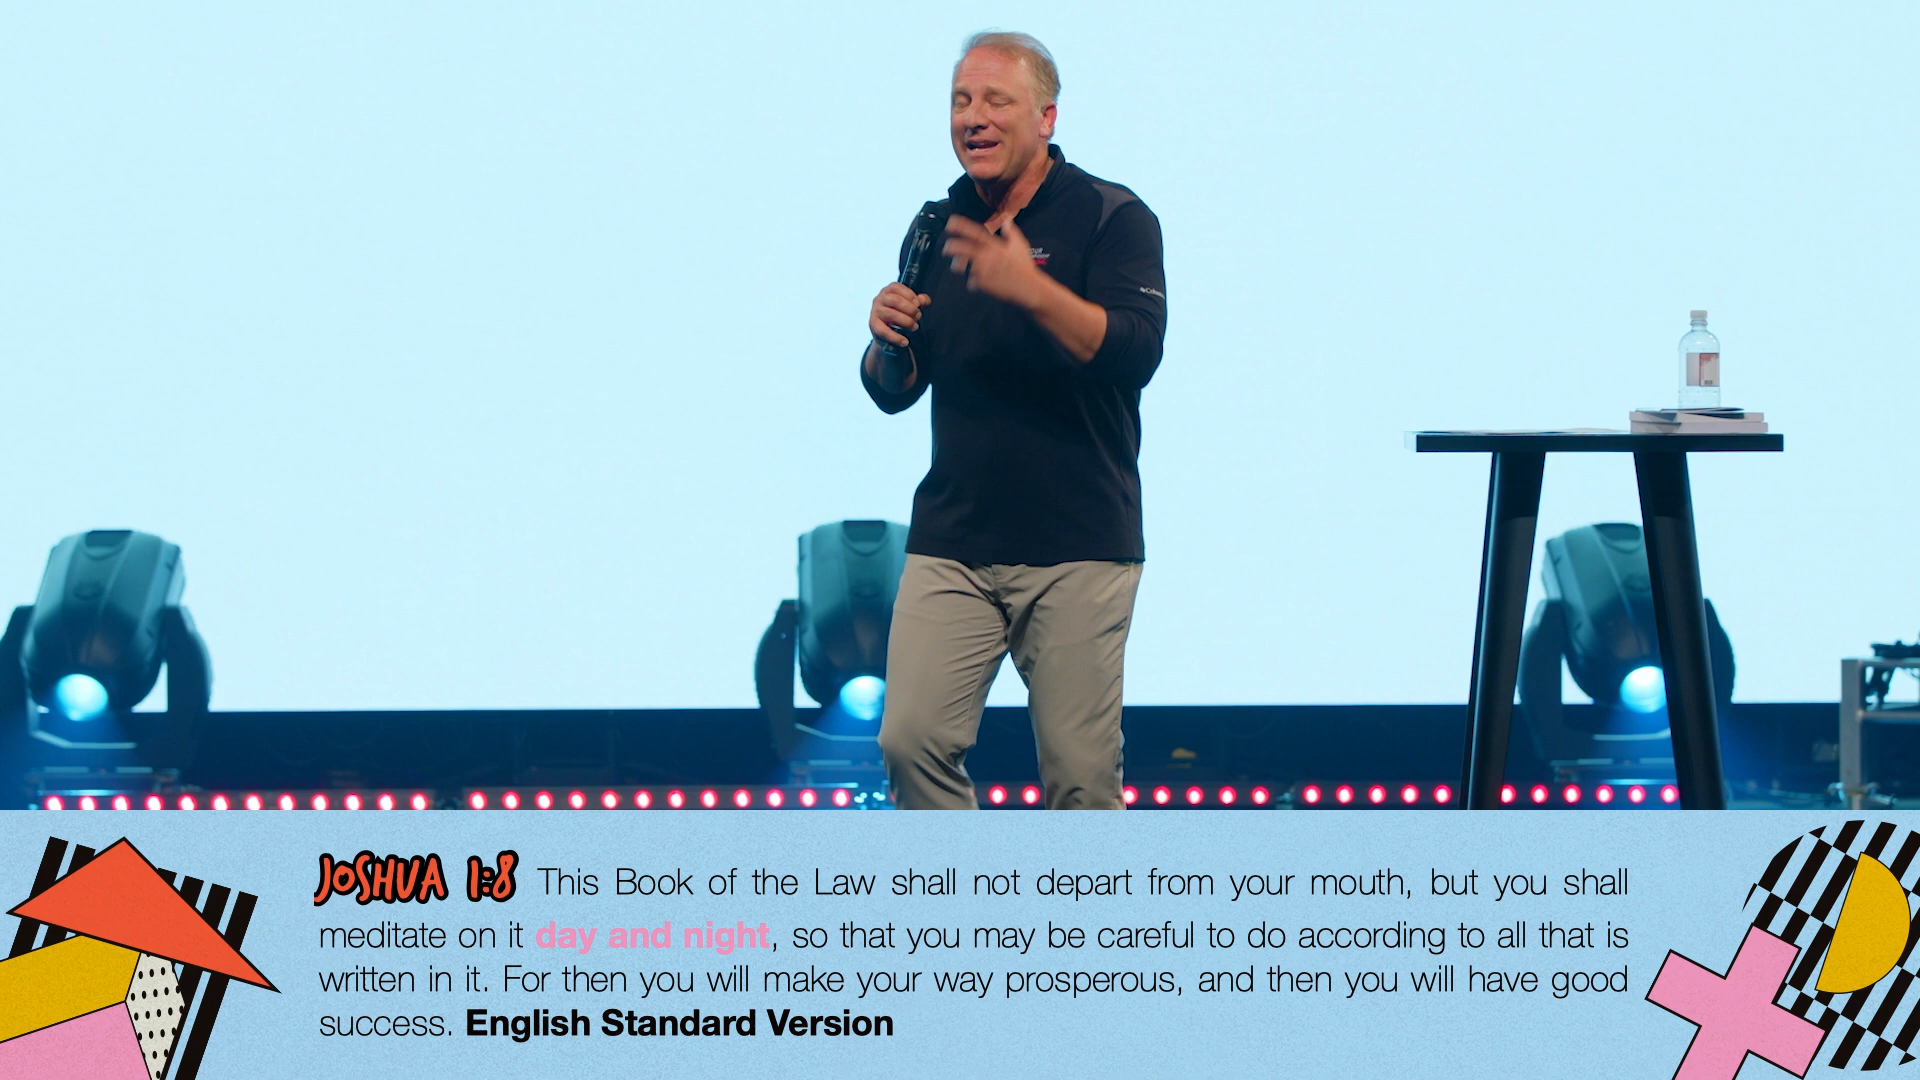 JOSHUA 1:8 This Book of the Law shall not depart from your mouth, but you shall
meditate on it day and night, so that you may be careful to do according to all that is
written in it. For then you will make your way prosperous, and then you will have good
success. English Standard Version